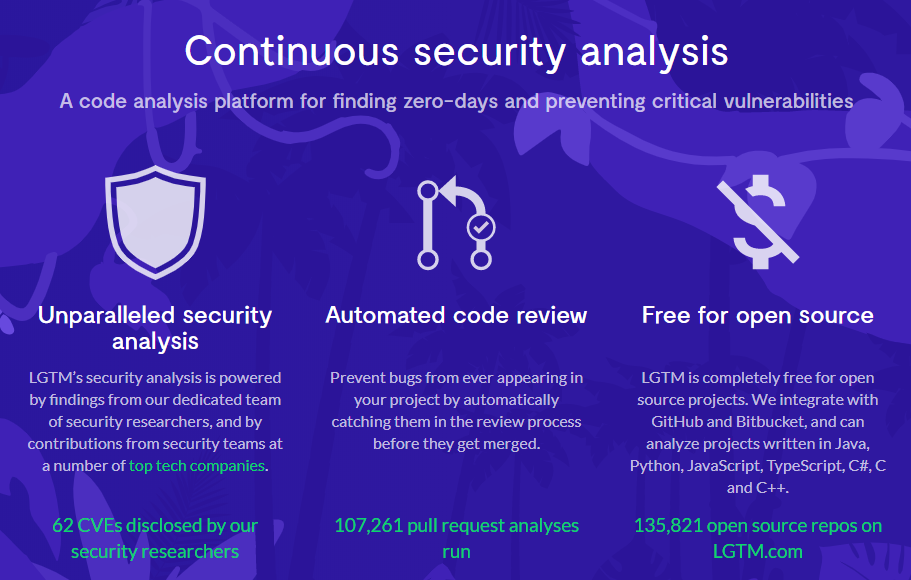 Continuous security analysis
A code analysis platform for finding zero-days and preventing critical vulnerabilities
Unparalleled security
analysis
LGTM's security analysis is powered
by findings from our dedicated team
of security researchers, and by
contributions from security teams at
a number of top tech companies.
62 CVEs disclosed by our
security researchers
Automated code review
Prevent bugs from ever appearing in
your project by automatically
catching them in the review process
before they get merged.
107,261 pull request analyses
run
Free for open source
LGTM is completely free for open
source projects. We integrate with
GitHub and Bitbucket, and can
analyze projects written in Java,
Python, JavaScript, TypeScript, C#, C
and C++.
135,821 open source repos on
LGTM.com